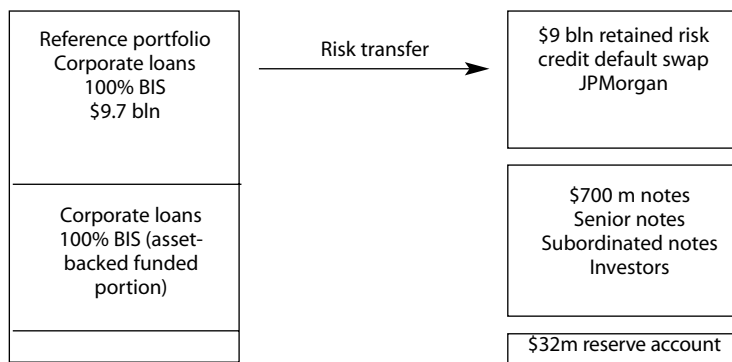 Reference portfolio
Corporate loans
100% BIS
$9.7 bln
Corporate loans
100% BIS (asset-
backed funded
portion)
Risk transfer
$9 bln retained risk
credit default swap
JPMorgan
$700 m notes
Senior notes
Subordinated notes
Investors
$32m reserve account